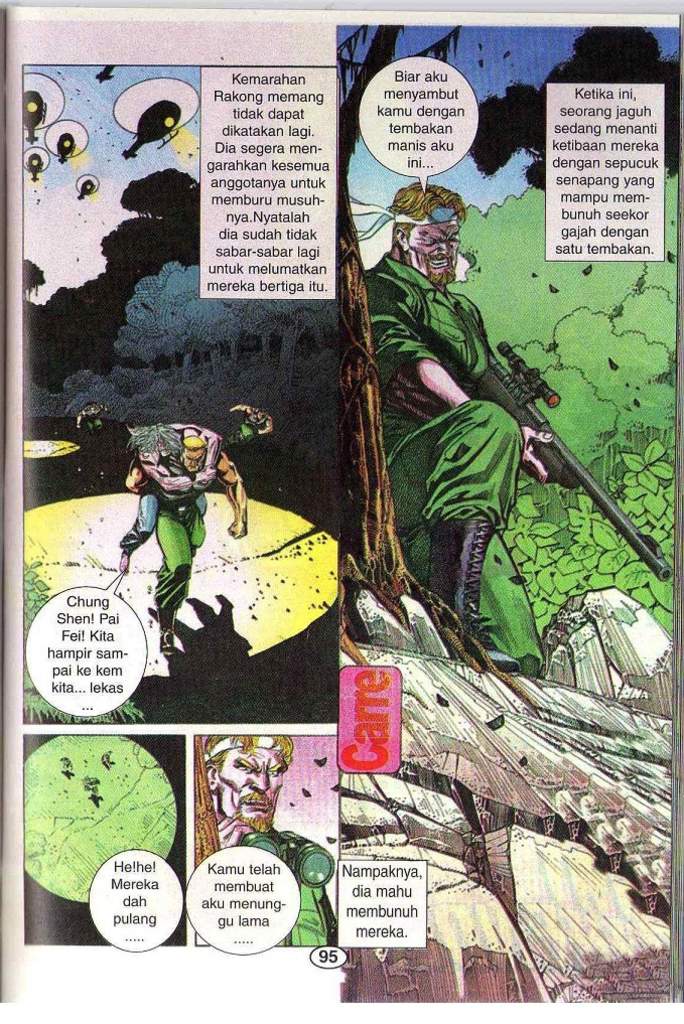 Kemarahan
Rakong memang
tidak dapat
dikatakan lagi.
Dia segera men-
garahkan kesemua
anggotanya untuk
memburu musuh-
nya.Nyatalah
dia sudah tidak
sabar-sabar lagi
untuk melumatkan
mereka bertiga itu.
Chung
Shen! Pai
Fei! Kita
hampir sam-
pai ke kem
kita... lekas
...
He!he!
Mereka
dah
pulang
.....
Kamu telah
membuat
aku menung-
gu lama
.....
Biar aku
menyambut
kamu dengan
tembakan
manis aku
ini...
Ketika ini,
seorang jaguh
sedang menanti
ketibaan mereka
dengan sepucuk
senapang yang
mampu mem-
bunuh seekor
gajah dengan
satu tembakan.
Carre
Nampaknya,
dia mahu
membunuh
mereka.
95